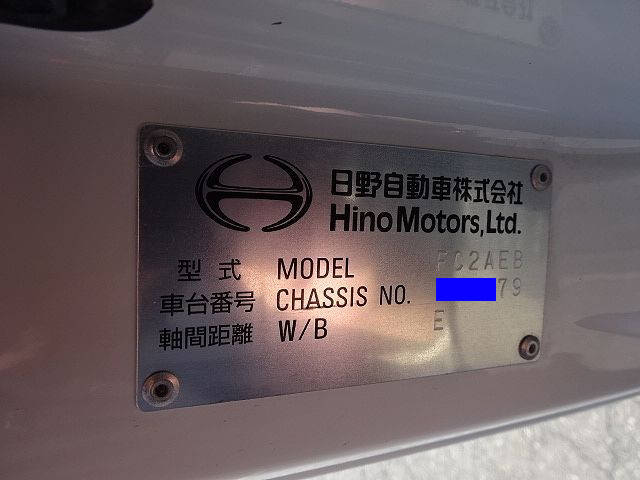 日野自動車株式会社
Hino Motors, Ltd.
型式 MODEL FC2AEB
車台番号 CHASSIS NO. 79
軸間距離 W/B E